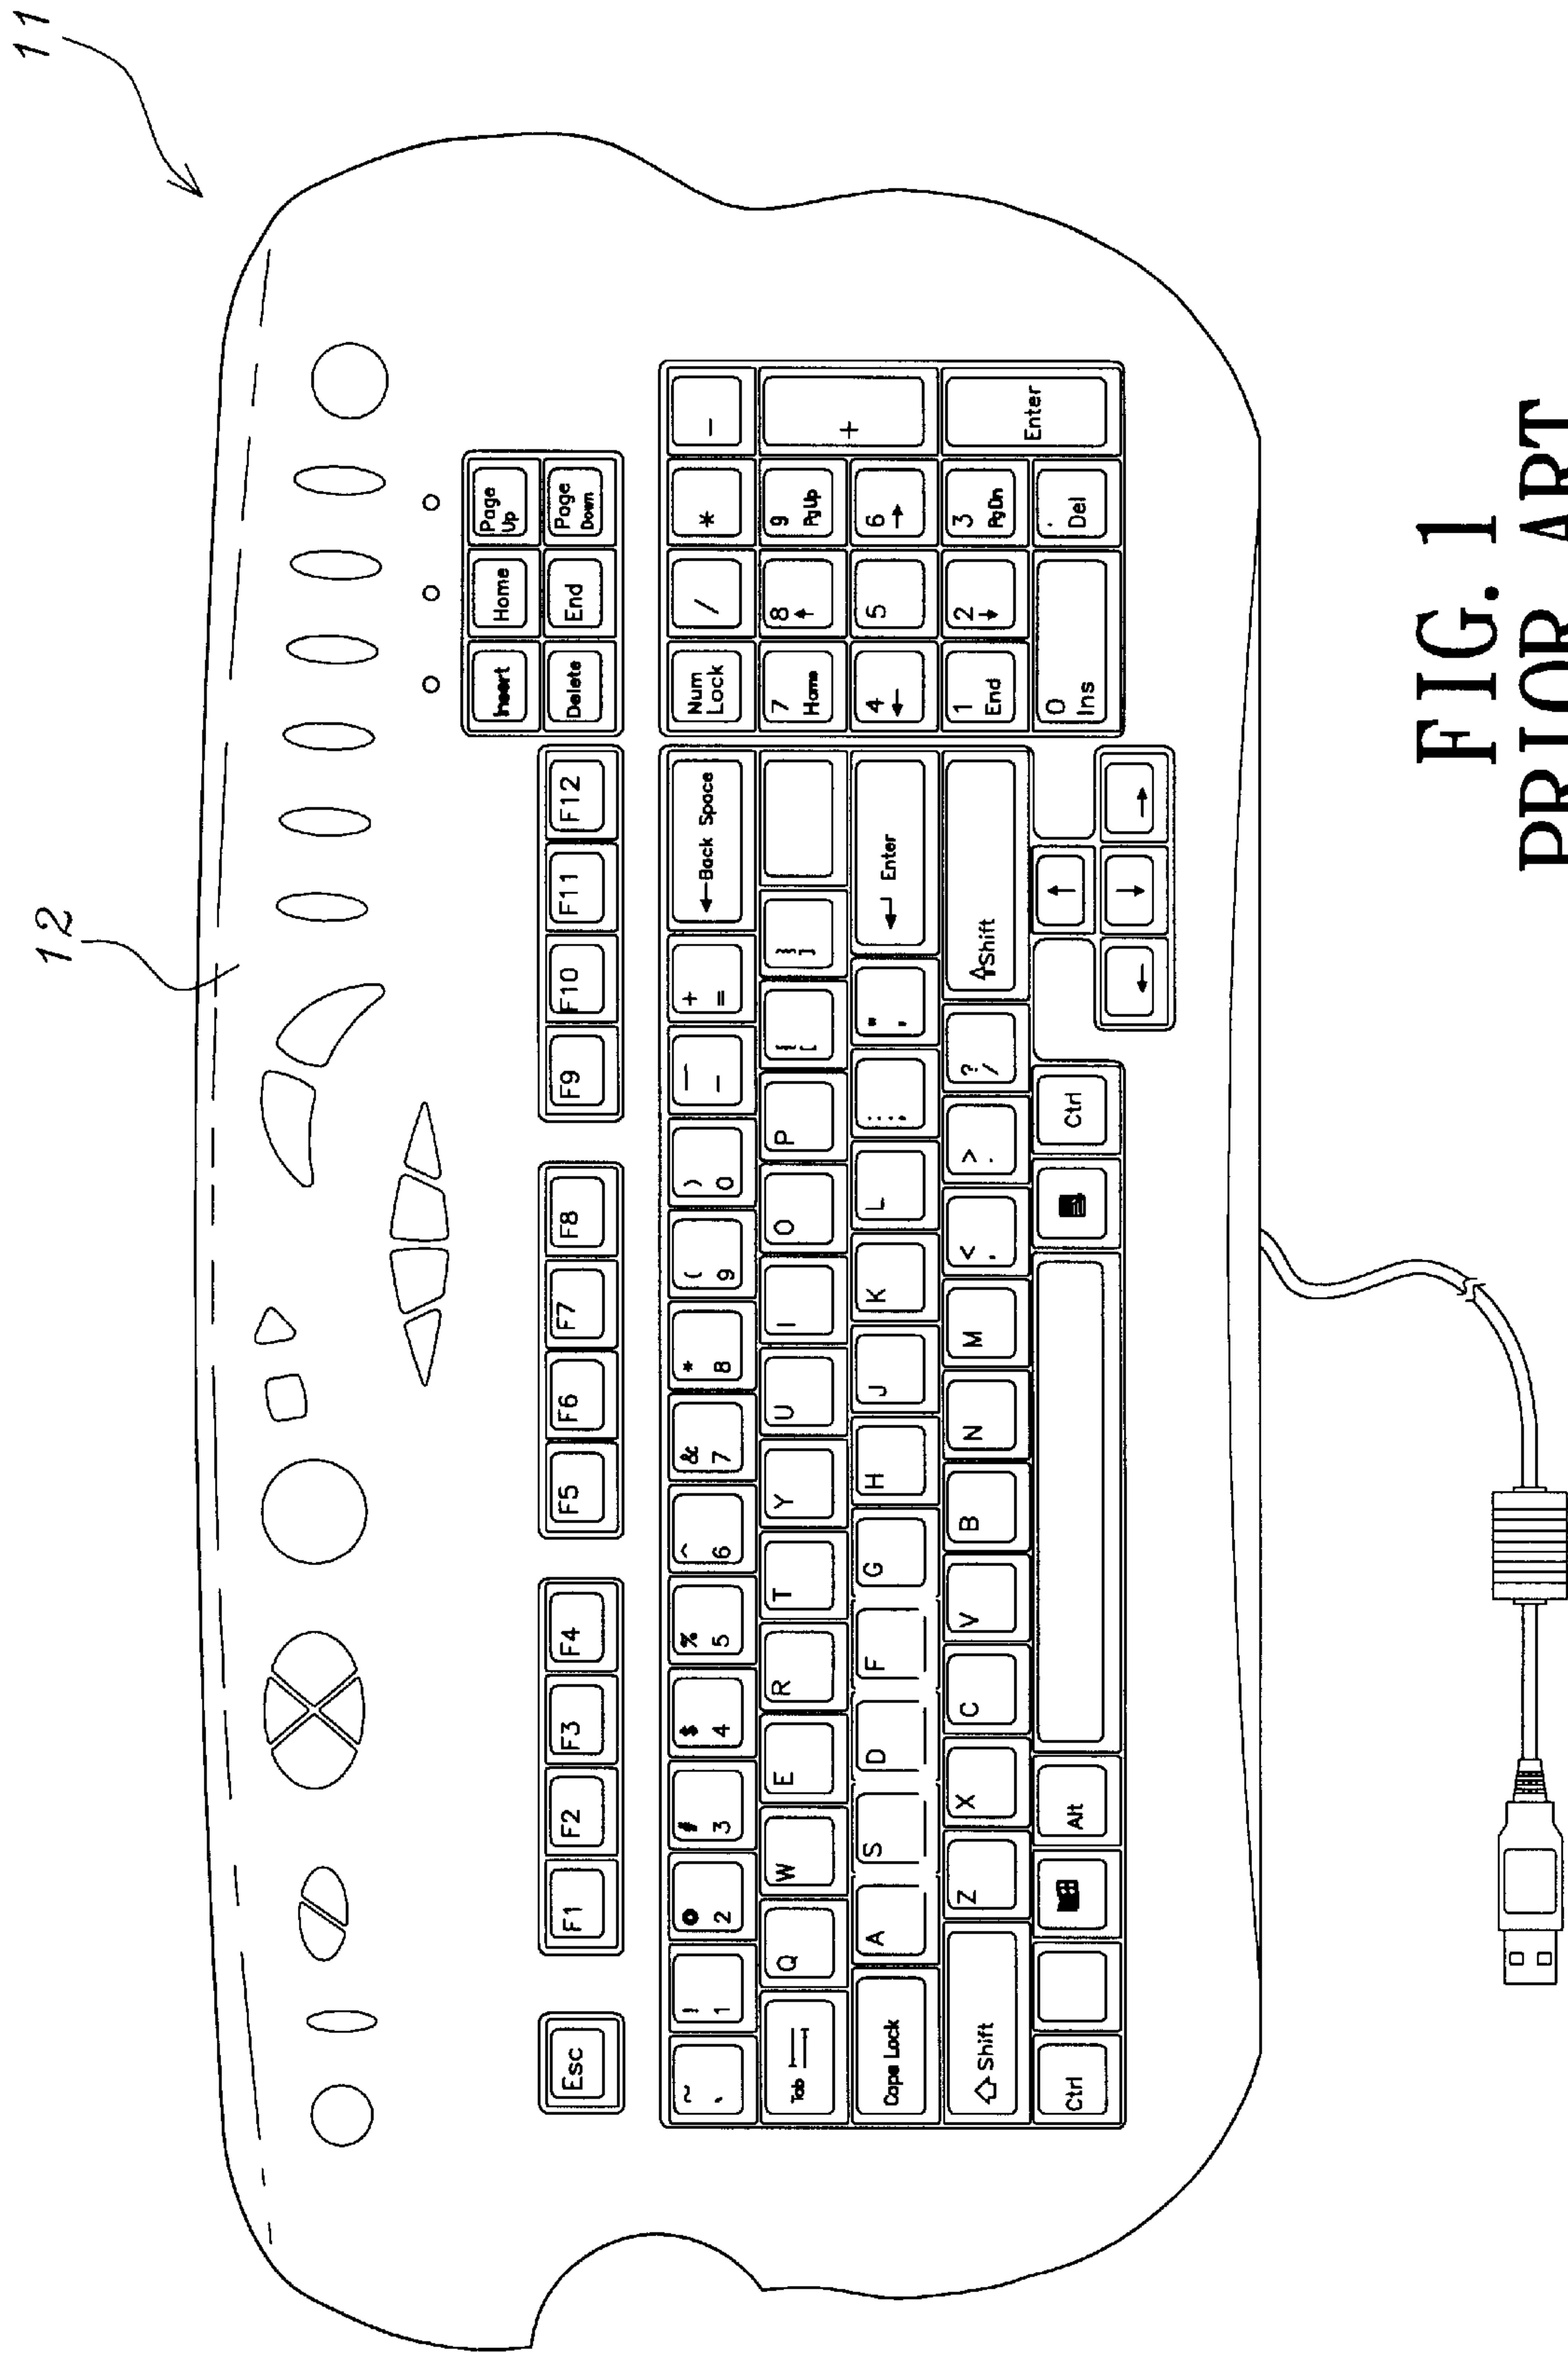 11
12
Insert Home Page Up
Delete End Page Down
Esc F1 F2 F3 F4 F5 F6 F7 F8 F9 F10 F11 F12
~ ! # $ % ^ & * ( ) — +
` 1 2 3 4 5 6 7 8 9 0 – = ←Back Space
Tab Q W E R T Y U I O P { [ } ]
Caps Lock A S D F G H J K L : ; " ' ↵ Enter
⇧Shift Z X C V B N M < , > . ? / ⇧Shift
Ctrl Alt Ctrl
↑
← ↓ →
Num Lock / * –
7 Home 8 ↑ 9 PgUp +
4 ← 5 6 →
1 End 2 ↓ 3 PgDn Enter
0 Ins . Del
FIG. 1
PRIOR ART